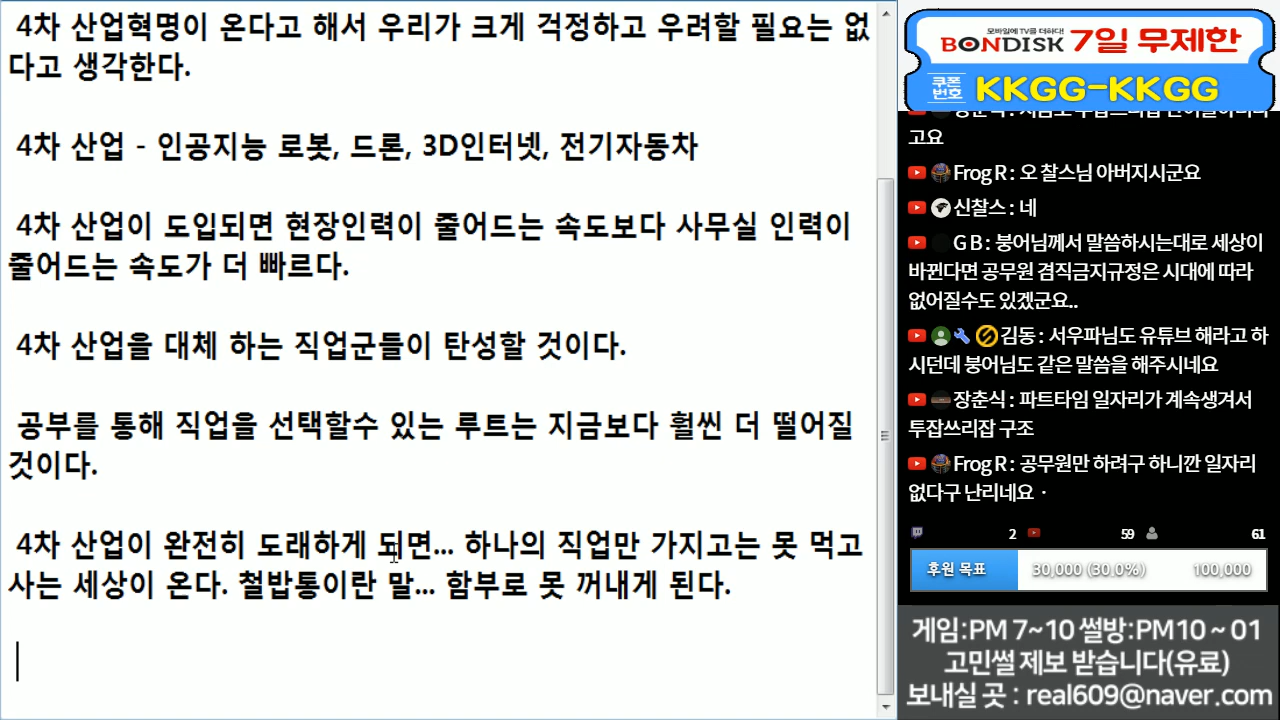 4차 산업혁명이 온다고 해서 우리가 크게 걱정하고 우려할 필요는 없
다고 생각한다.
4차 산업 - 인공지능 로봇, 드론, 3D인터넷, 전기자동차
4차 산업이 도입되면 현장인력이 줄어드는 속도보다 사무실 인력이
줄어드는 속도가 더 빠르다.
4차 산업을 대체 하는 직업군들이 탄성할 것이다.
공부를 통해 직업을 선택할수 있는 루트는 지금보다 훨씬 더 떨어질
것이다.
4차 산업이 완전히 도래하게 되면... 하나의 직업만 가지고는 못 먹고
사는 세상이 온다. 철밥통이란 말... 함부로 못 꺼내게 된다.
모바일에 TV를 더하다!
BONDISK 7일 무제한
쿠폰
번호 KKGG-KKGG
고요
Frog R : 오 찰스님 아버지시군요
신찰스 : 네
G B : 붕어님께서 말씀하시는대로 세상이
바뀐다면 공무원 겸직금지규정은 시대에 따라
없어질수도 있겠군요..
김동 : 서우파님도 유튜브 해라고 하
시던데 붕어님도 같은 말씀을 해주시네요
장춘식 : 파트타임 일자리가 계속생겨서
투잡쓰리잡 구조
Frog R : 공무원만 하려구 하니깐 일자리
없다구 난리네요 ·
2 59 61
후원 목표 30,000 (30.0%) 100,000
게임:PM 7~10 썰방:PM10 ~ 01
고민썰 제보 받습니다(유료)
보내실 곳 : real609@naver.com